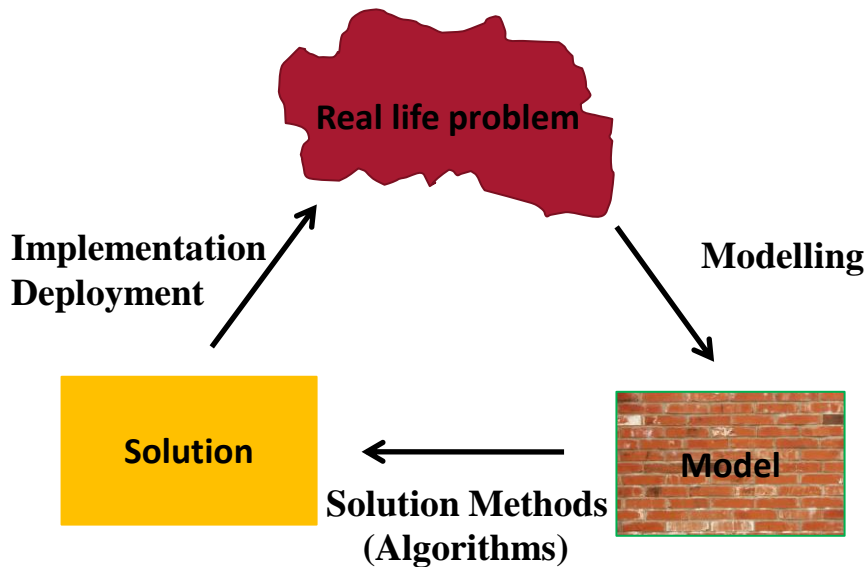 Real life problem
Implementation
Deployment
Modelling
Solution
Model
Solution Methods
(Algorithms)